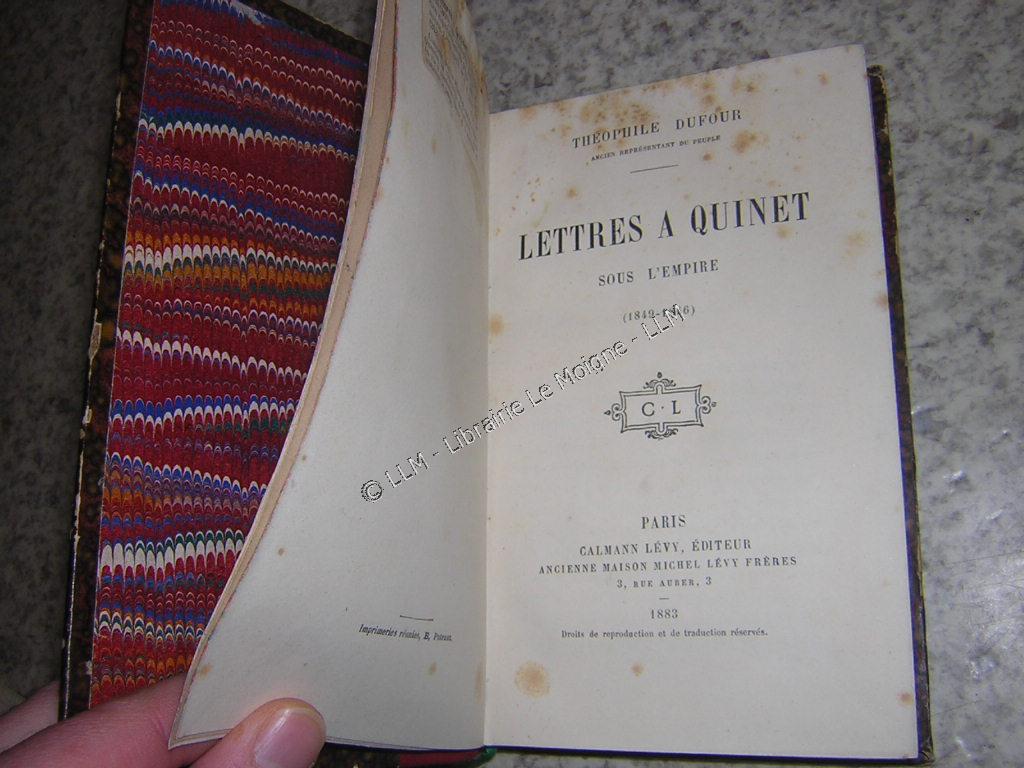 Imprimeries réunies, B, Puteaux.
THÉOPHILE DUFOUR
ANCIEN REPRÉSENTANT DU PEUPLE
LETTRES A QUINET
SOUS L'EMPIRE
C · L
PARIS
CALMANN LÉVY, ÉDITEUR
ANCIENNE MAISON MICHEL LÉVY FRÈRES
3, RUE AUBER, 3
1883
Droits de reproduction et de traduction réservés.
© LLM - Librairie Le Moigne - LLM